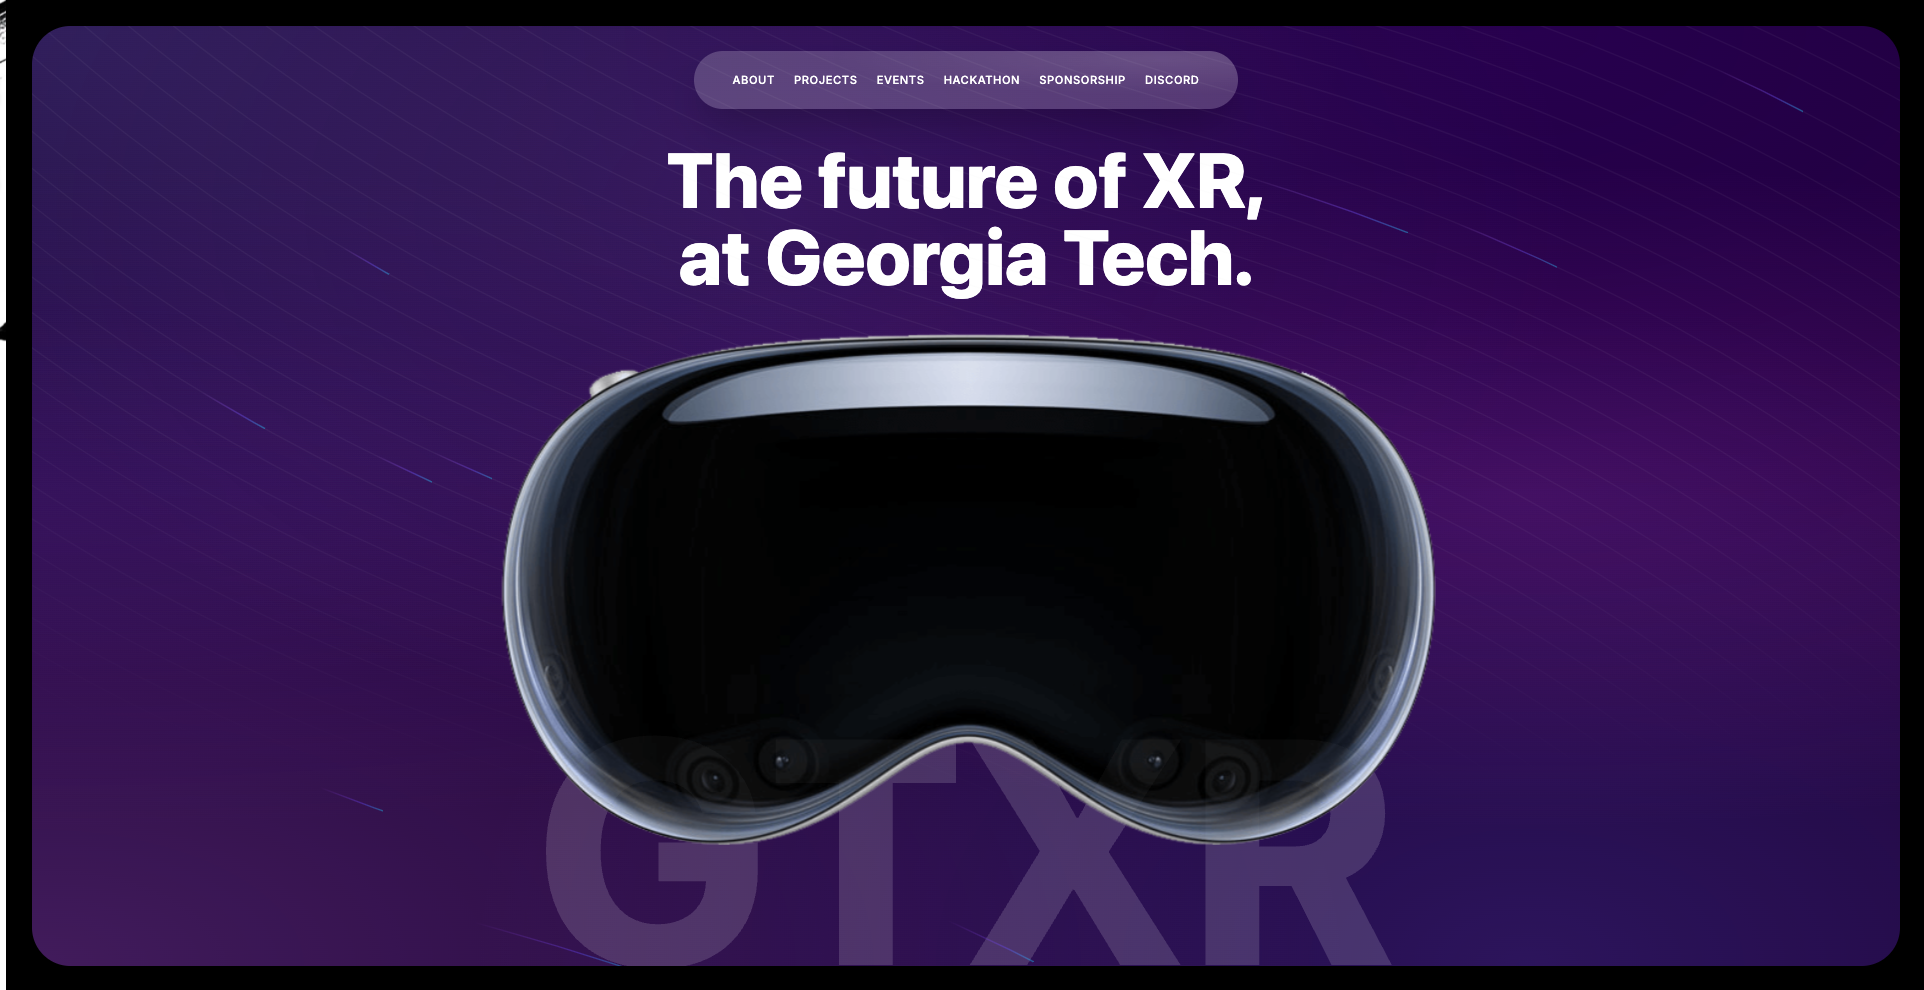 ABOUT PROJECTS EVENTS HACKATHON SPONSORSHIP DISCORD
The future of XR,
at Georgia Tech.
GTXR